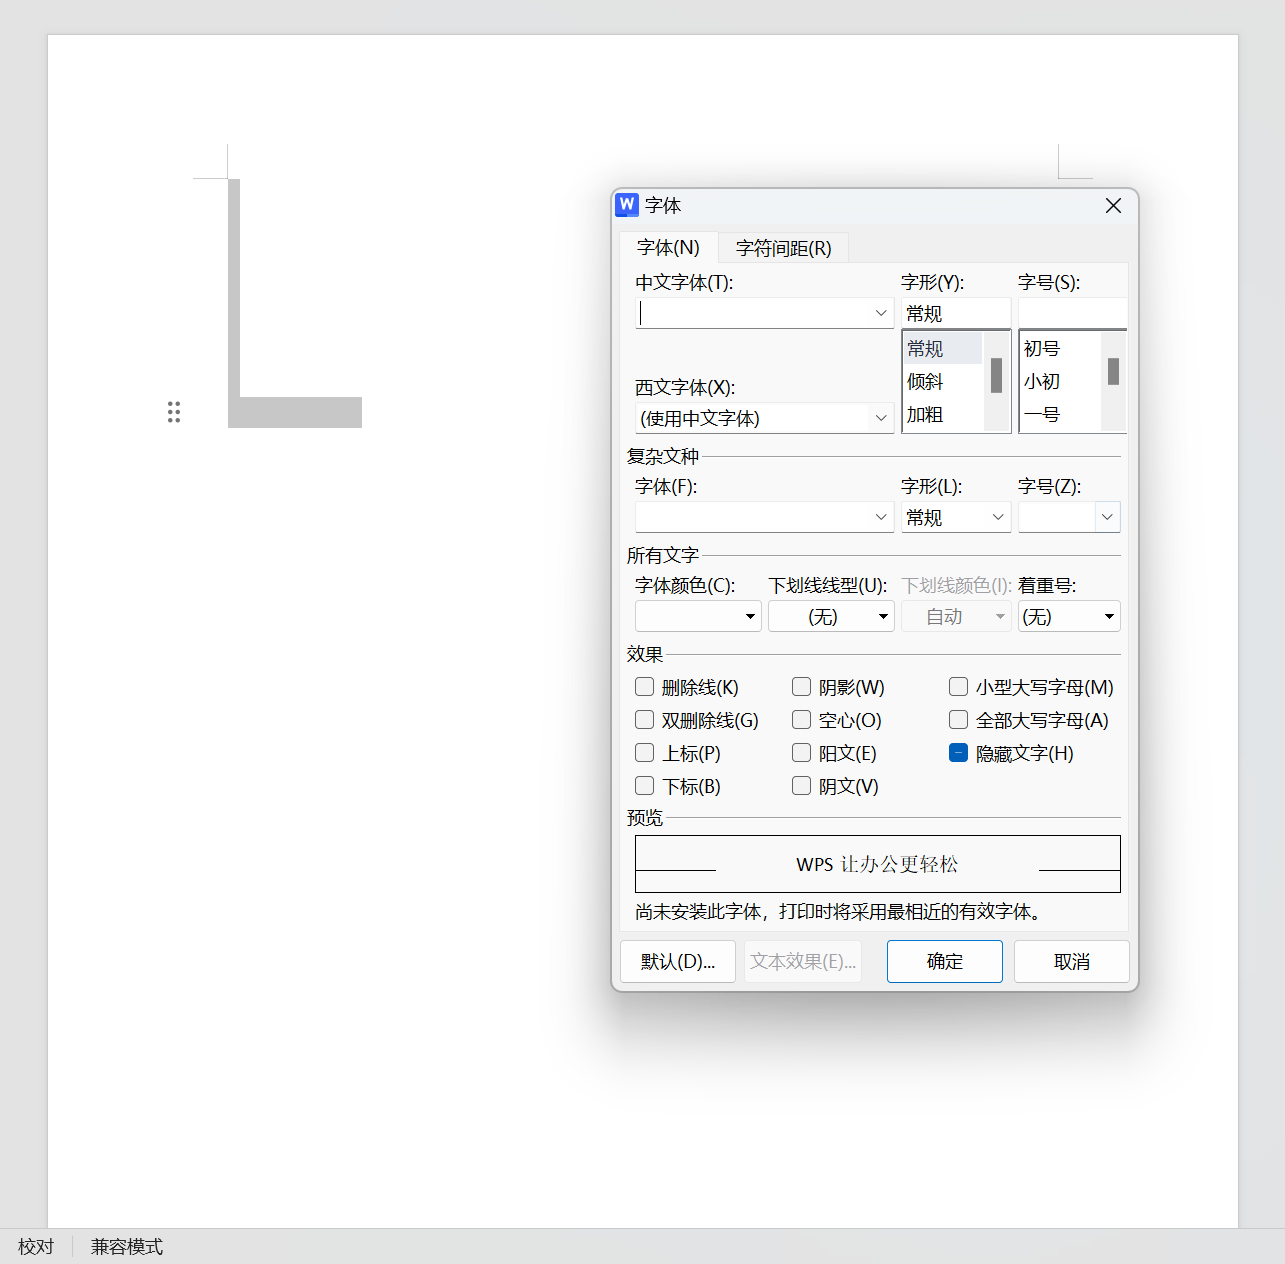 W 字体
字体(N) 字符间距(R)
中文字体(T): 字形(Y): 字号(S):
常规
常规 初号
倾斜 小初
加粗 一号
西文字体(X):
(使用中文字体)
复杂文种
字体(F): 字形(L): 字号(Z):
常规
所有文字
字体颜色(C): 下划线线型(U): 下划线颜色(I): 着重号:
(无) 自动 (无)
效果
删除线(K) 阴影(W) 小型大写字母(M)
双删除线(G) 空心(O) 全部大写字母(A)
上标(P) 阳文(E) 隐藏文字(H)
下标(B) 阴文(V)
预览
WPS 让办公更轻松
尚未安装此字体，打印时将采用最相近的有效字体。
默认(D)... 文本效果(E)... 确定 取消
校对 兼容模式